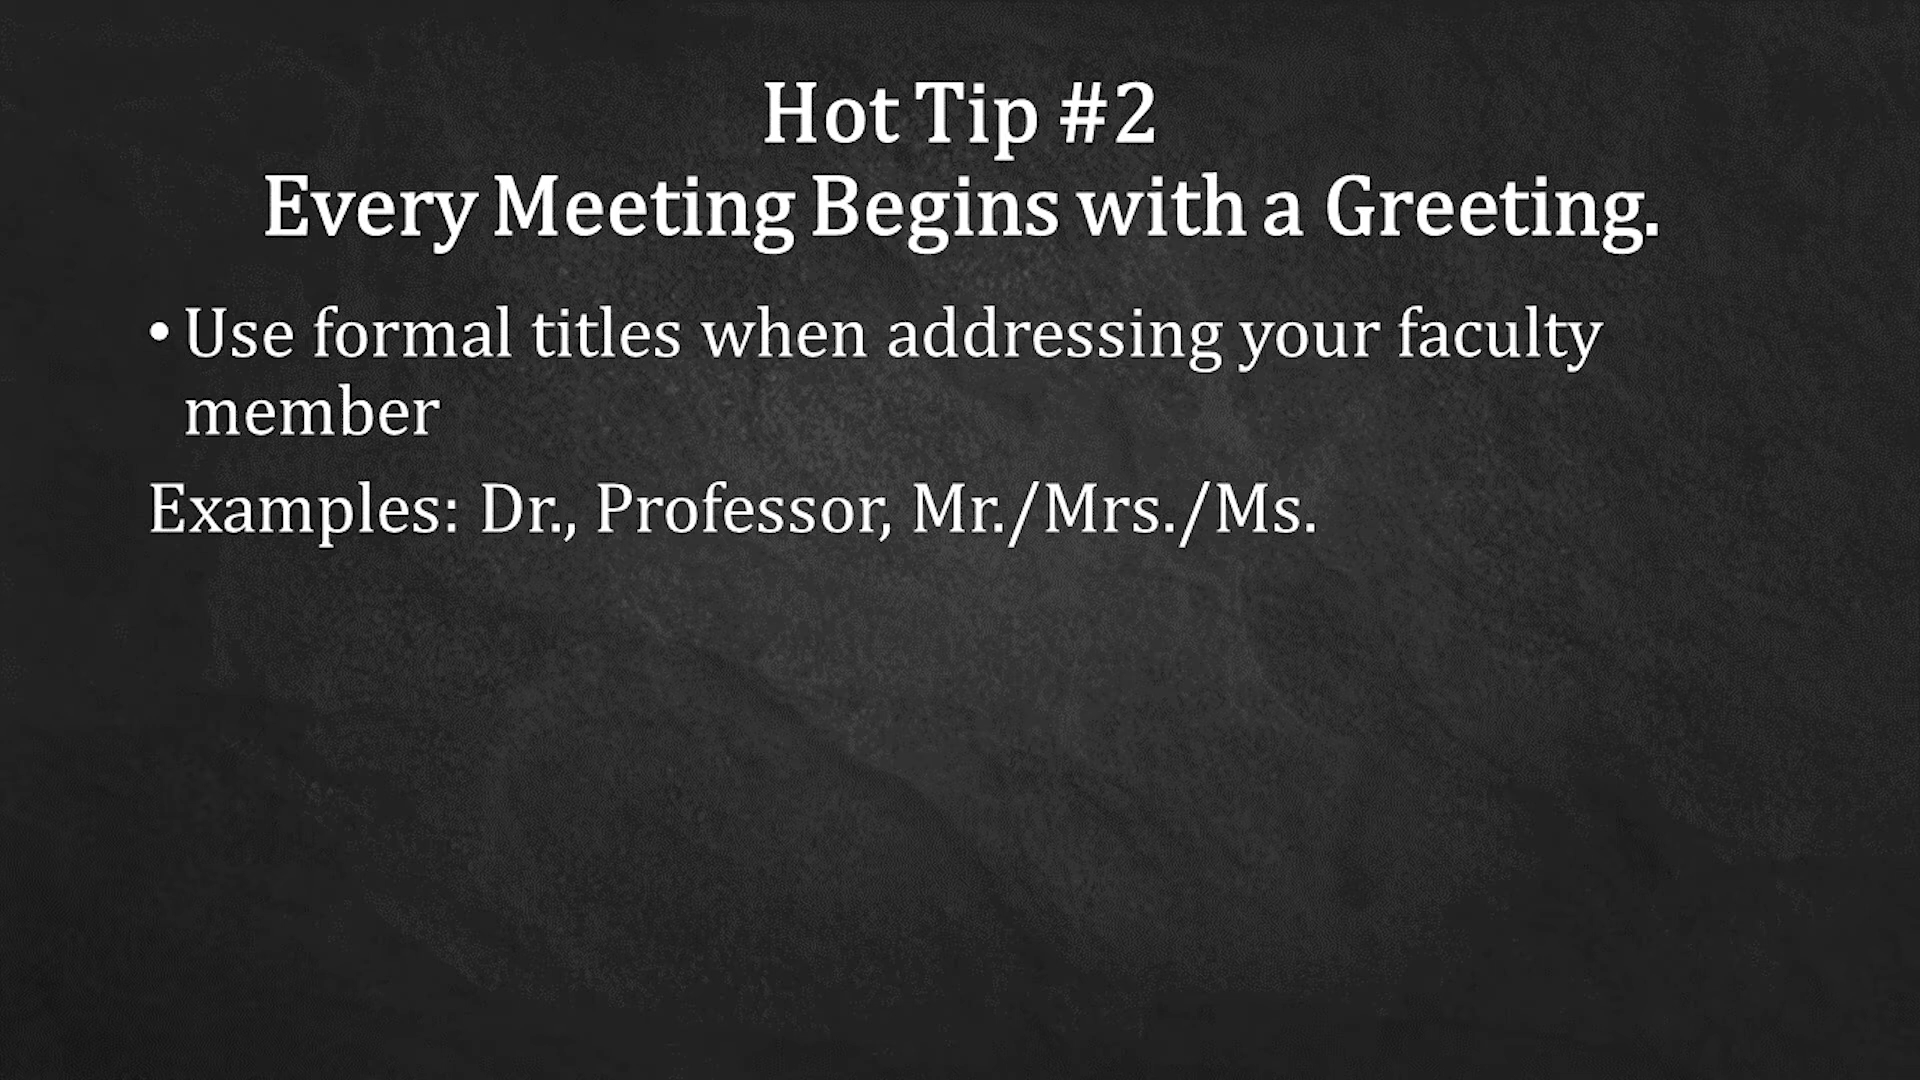 Hot Tip #2
Every Meeting Begins with a Greeting.
• Use formal titles when addressing your faculty
member
Examples: Dr., Professor, Mr./Mrs./Ms.